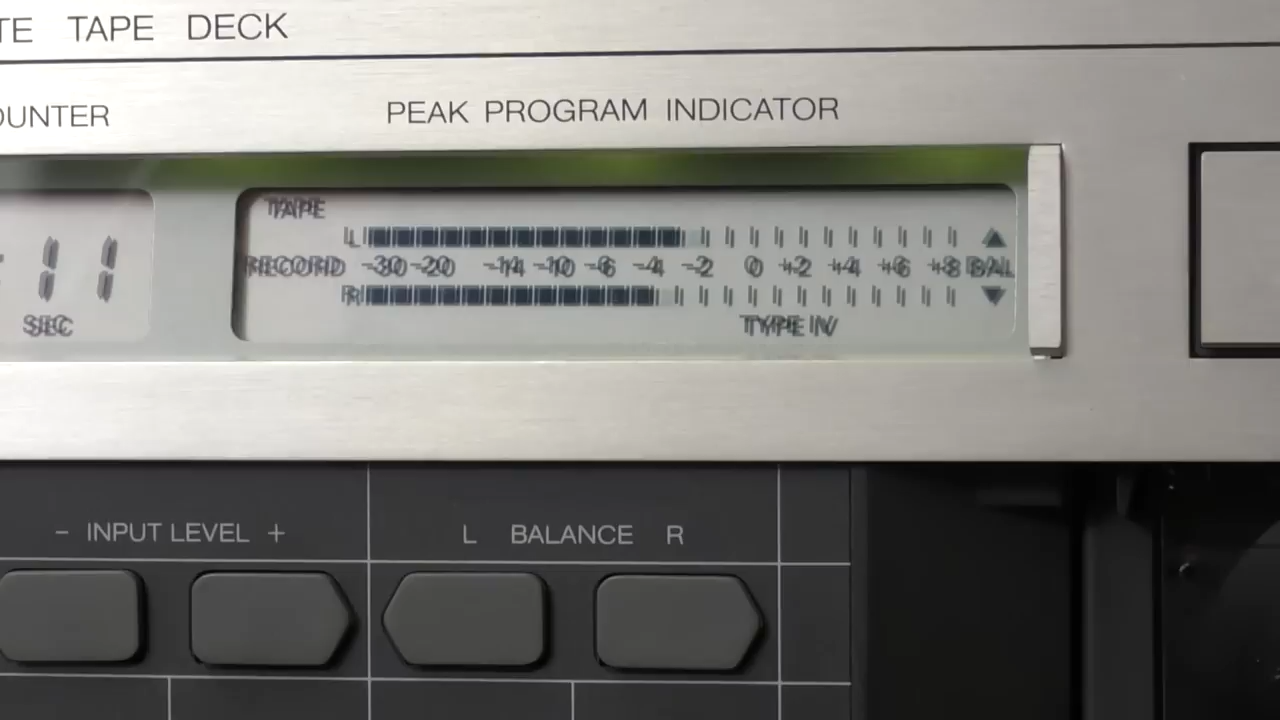 TE TAPE DECK
OUNTER PEAK PROGRAM INDICATOR
TAPE
L
11 RECORD -30 -20 -14 -10 -6 -4 -2 0 +2 +4 +6 +8 BAL
R
SEC TYPE IV
- INPUT LEVEL + L BALANCE R